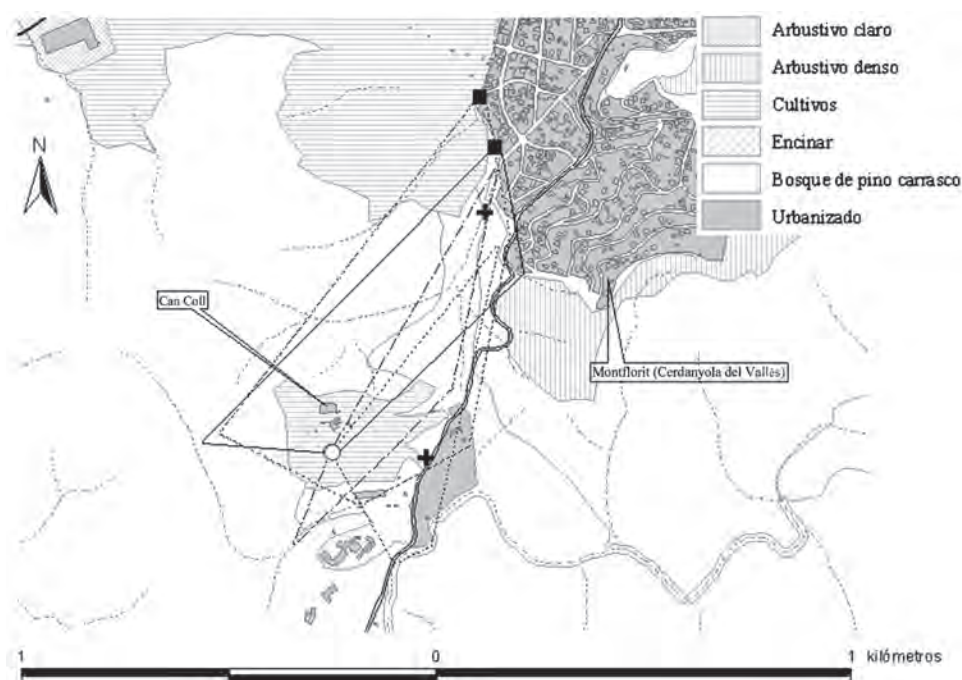 Arbustivo claro
Arbustivo denso
Cultivos
Encinar
Bosque de pino carrasco
Urbanizado
N
Can Coll
Montflorit (Cerdanyola del Valles)
1 0 1 kilómetros